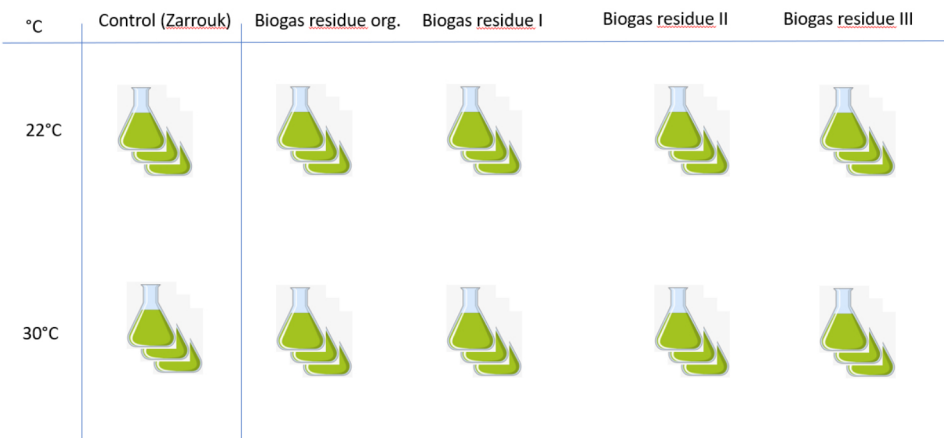 °C Control (Zarrouk) Biogas residue org. Biogas residue I Biogas residue II Biogas residue III
22°C
30°C